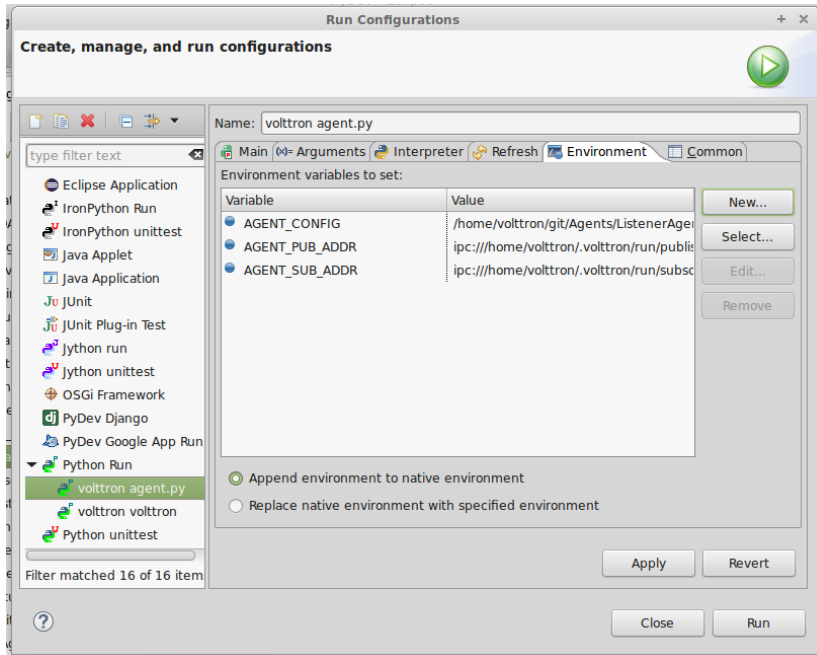 Run Configurations
Create, manage, and run configurations
Name: volttron agent.py
type filter text
Main (x)= Arguments Interpreter Refresh Environment Common
Environment variables to set:
Variable Value
AGENT_CONFIG /home/volttron/git/Agents/ListenerAge
AGENT_PUB_ADDR ipc:///home/volttron/.volttron/run/publis
AGENT_SUB_ADDR ipc:///home/volttron/.volttron/run/subsc
New...
Select...
Edit...
Remove
Eclipse Application
IronPython Run
IronPython unittest
Java Applet
Java Application
JUnit
JUnit Plug-in Test
Jython run
Jython unittest
OSGi Framework
PyDev Django
PyDev Google App Run
Python Run
volttron agent.py
volttron volttron
Python unittest
Filter matched 16 of 16 item
Append environment to native environment
Replace native environment with specified environment
Apply Revert
Close Run